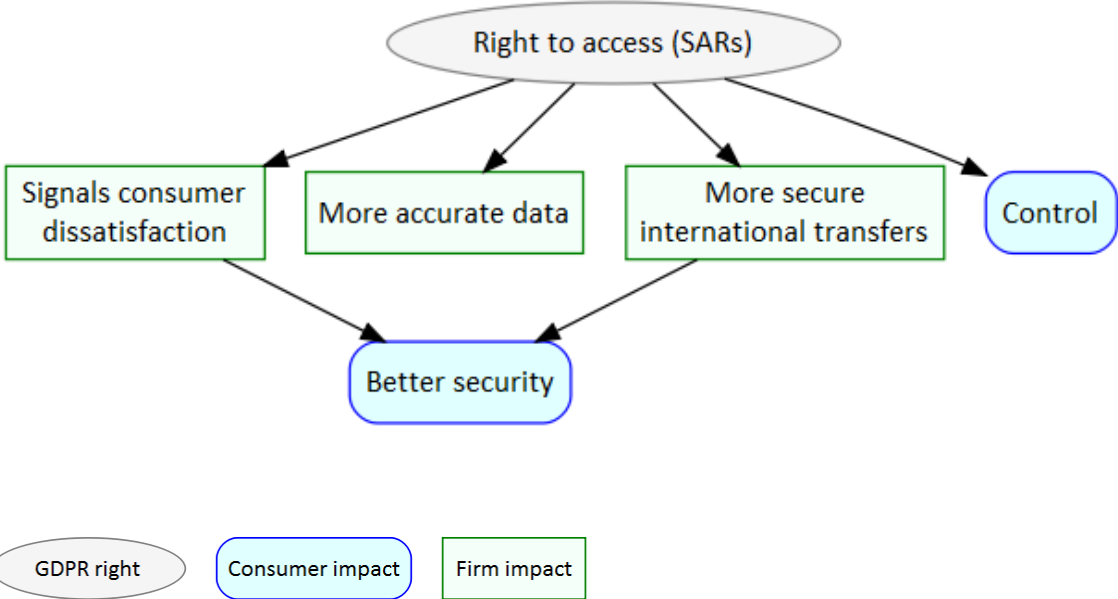 Right to access (SARs)
Signals consumer
dissatisfaction
More accurate data
More secure
international transfers
Control
Better security
GDPR right
Consumer impact
Firm impact